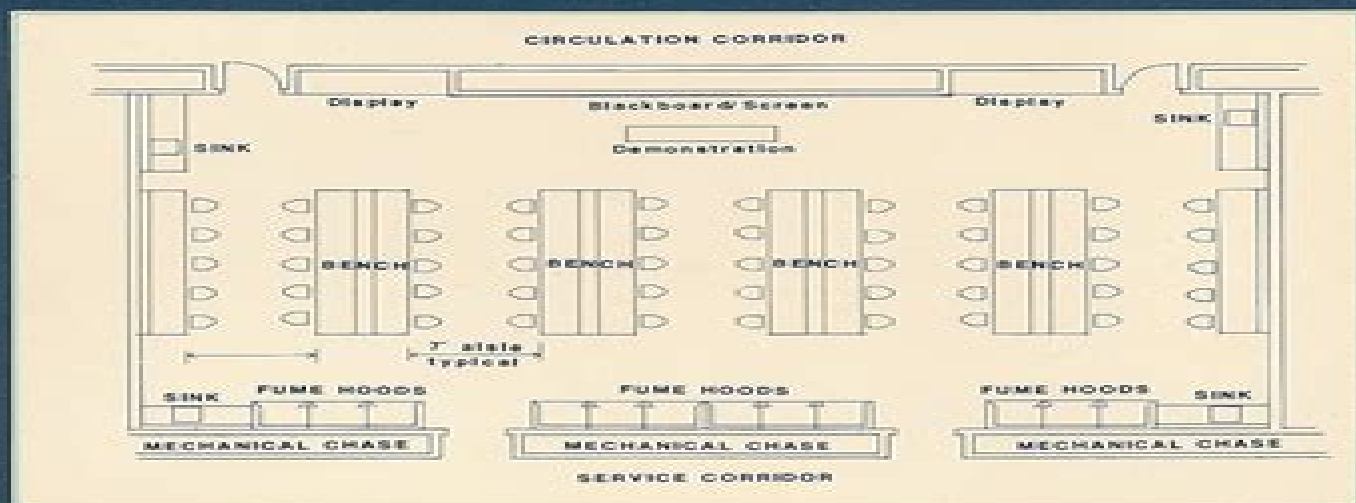 CIRCULATION CORRIDOR
Display Blackboard/Screen Display
SINK
SINK
Demonstration
BENCH BENCH BENCH BENCH
7' aisle
typical
FUME HOODS FUME HOODS FUME HOODS
SINK SINK
MECHANICAL CHASE MECHANICAL CHASE MECHANICAL CHASE
SERVICE CORRIDOR